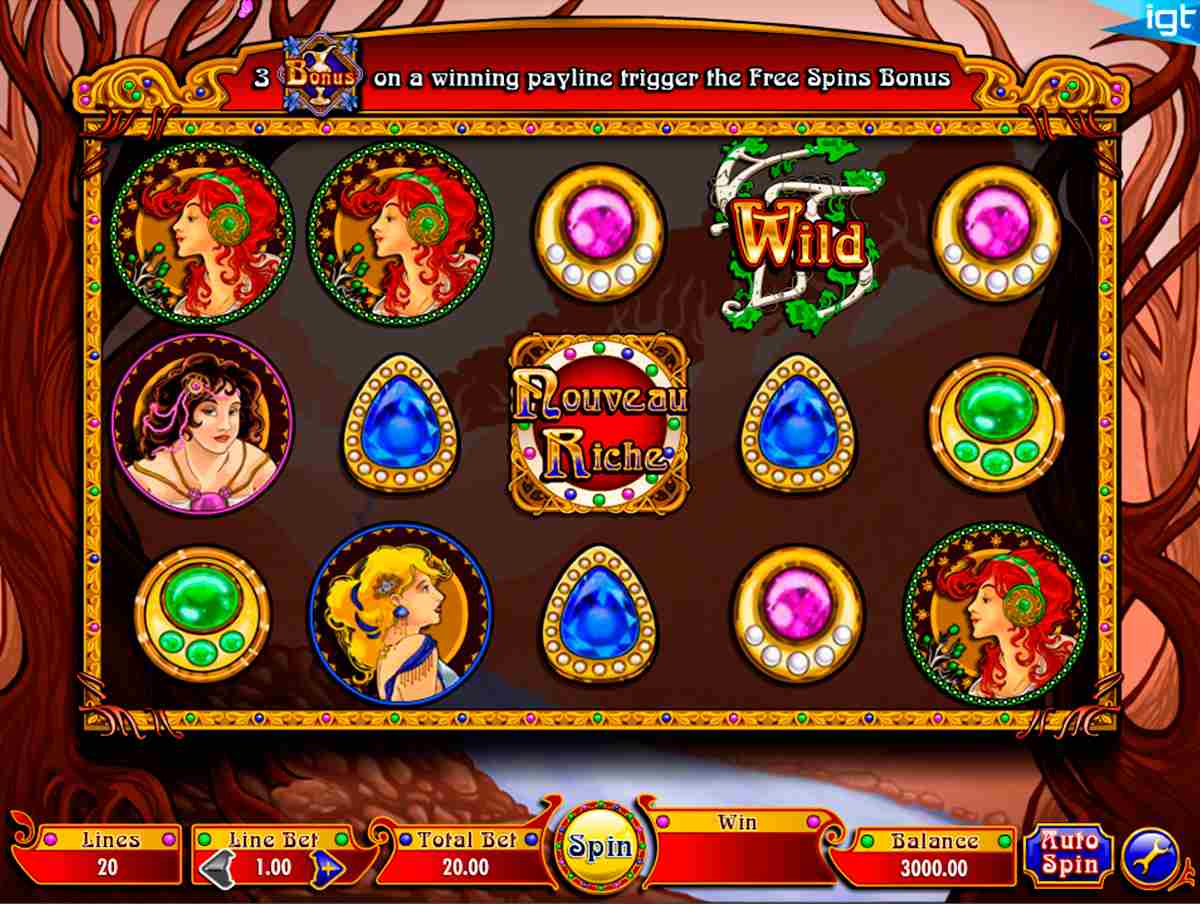 igt
3 Bonus on a winning payline trigger the Free Spins Bonus
Wild
Nouveau
Riche
Lines
20
Line Bet
1.00
+
Total Bet
20.00
Spin
Win
Balance
3000.00
Auto
Spin